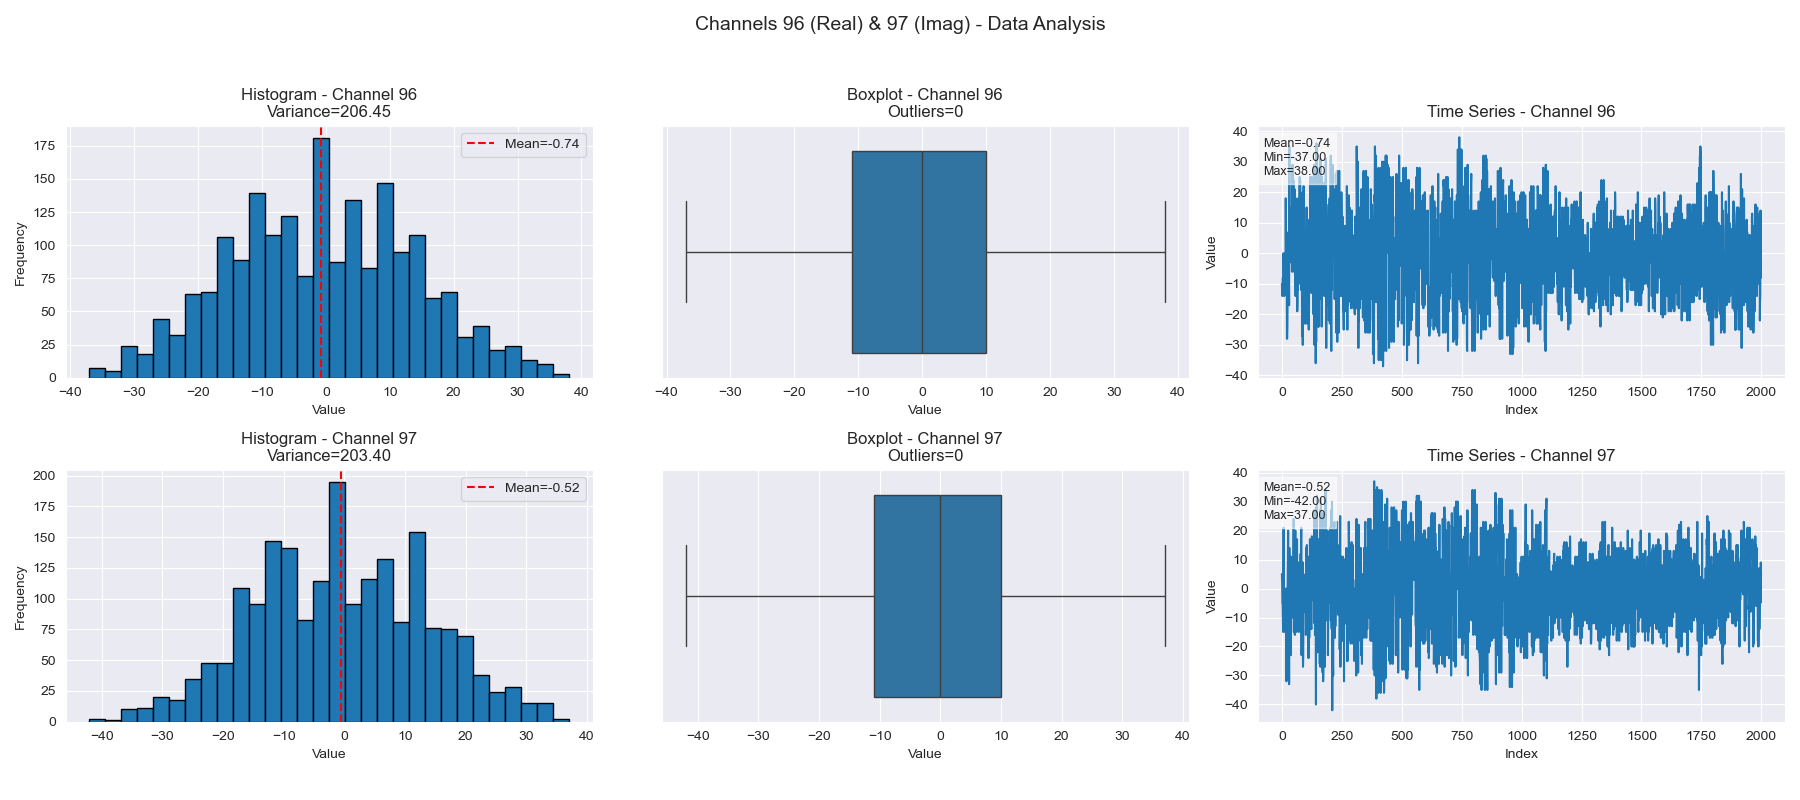 Channels 96 (Real) & 97 (Imag) - Data Analysis
Histogram - Channel 96
Variance=206.45
Mean=-0.74
Frequency
175
150
125
100
75
50
25
0
−40 −30 −20 −10 0 10 20 30 40
Value
Boxplot - Channel 96
Outliers=0
−40 −30 −20 −10 0 10 20 30 40
Value
Time Series - Channel 96
Mean=-0.74
Min=-37.00
Max=38.00
Value
40
30
20
10
0
−10
−20
−30
−40
0 250 500 750 1000 1250 1500 1750 2000
Index
Histogram - Channel 97
Variance=203.40
Mean=-0.52
Frequency
200
175
150
125
100
75
50
25
0
−40 −30 −20 −10 0 10 20 30 40
Value
Boxplot - Channel 97
Outliers=0
−40 −30 −20 −10 0 10 20 30 40
Value
Time Series - Channel 97
Mean=-0.52
Min=-42.00
Max=37.00
Value
40
30
20
10
0
−10
−20
−30
−40
0 250 500 750 1000 1250 1500 1750 2000
Index